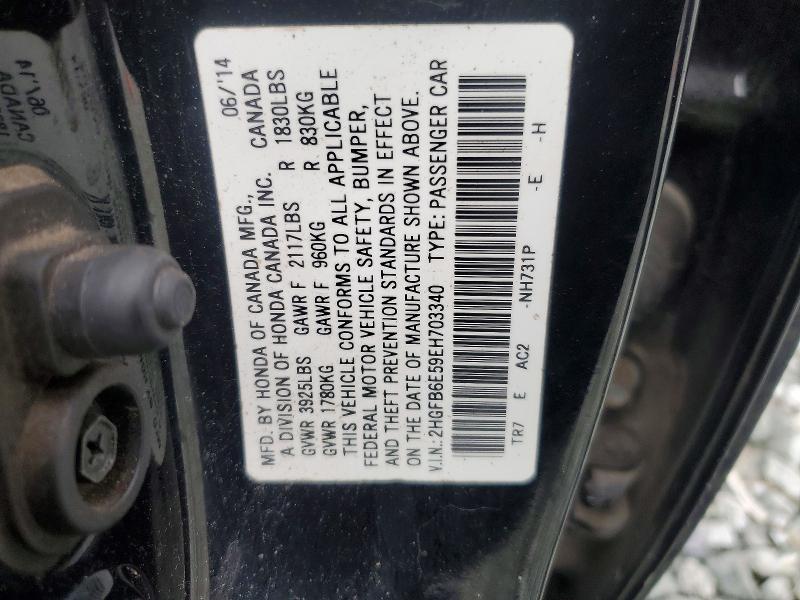 MFD. BY HONDA OF CANADA MFG., 06/'14
A DIVISION OF HONDA CANADA INC. CANADA
GVWR 3925LBS GAWR F 2117LBS R 1830LBS
GVWR 1780KG GAWR F 960KG R 830KG
THIS VEHICLE CONFORMS TO ALL APPLICABLE
FEDERAL MOTOR VEHICLE SAFETY, BUMPER,
AND THEFT PREVENTION STANDARDS IN EFFECT
ON THE DATE OF MANUFACTURE SHOWN ABOVE.
V.I.N.: 2HGFB6E59EH703340 TYPE: PASSENGER CAR
TR7 E AC2 -NH731P -E -H